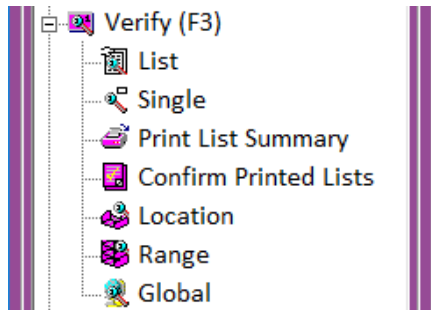 Verify (F3)
List
Single
Print List Summary
Confirm Printed Lists
Location
Range
Global